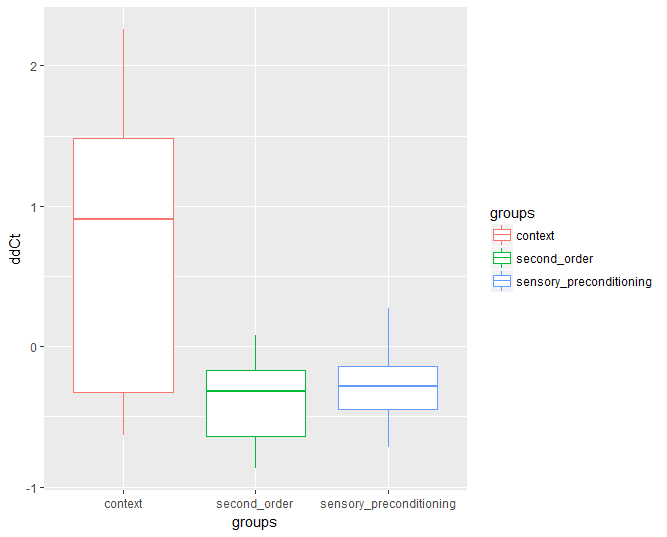 2
1
0
-1
ddCt
context
second_order
sensory_preconditioning
groups
groups
context
second_order
sensory_preconditioning